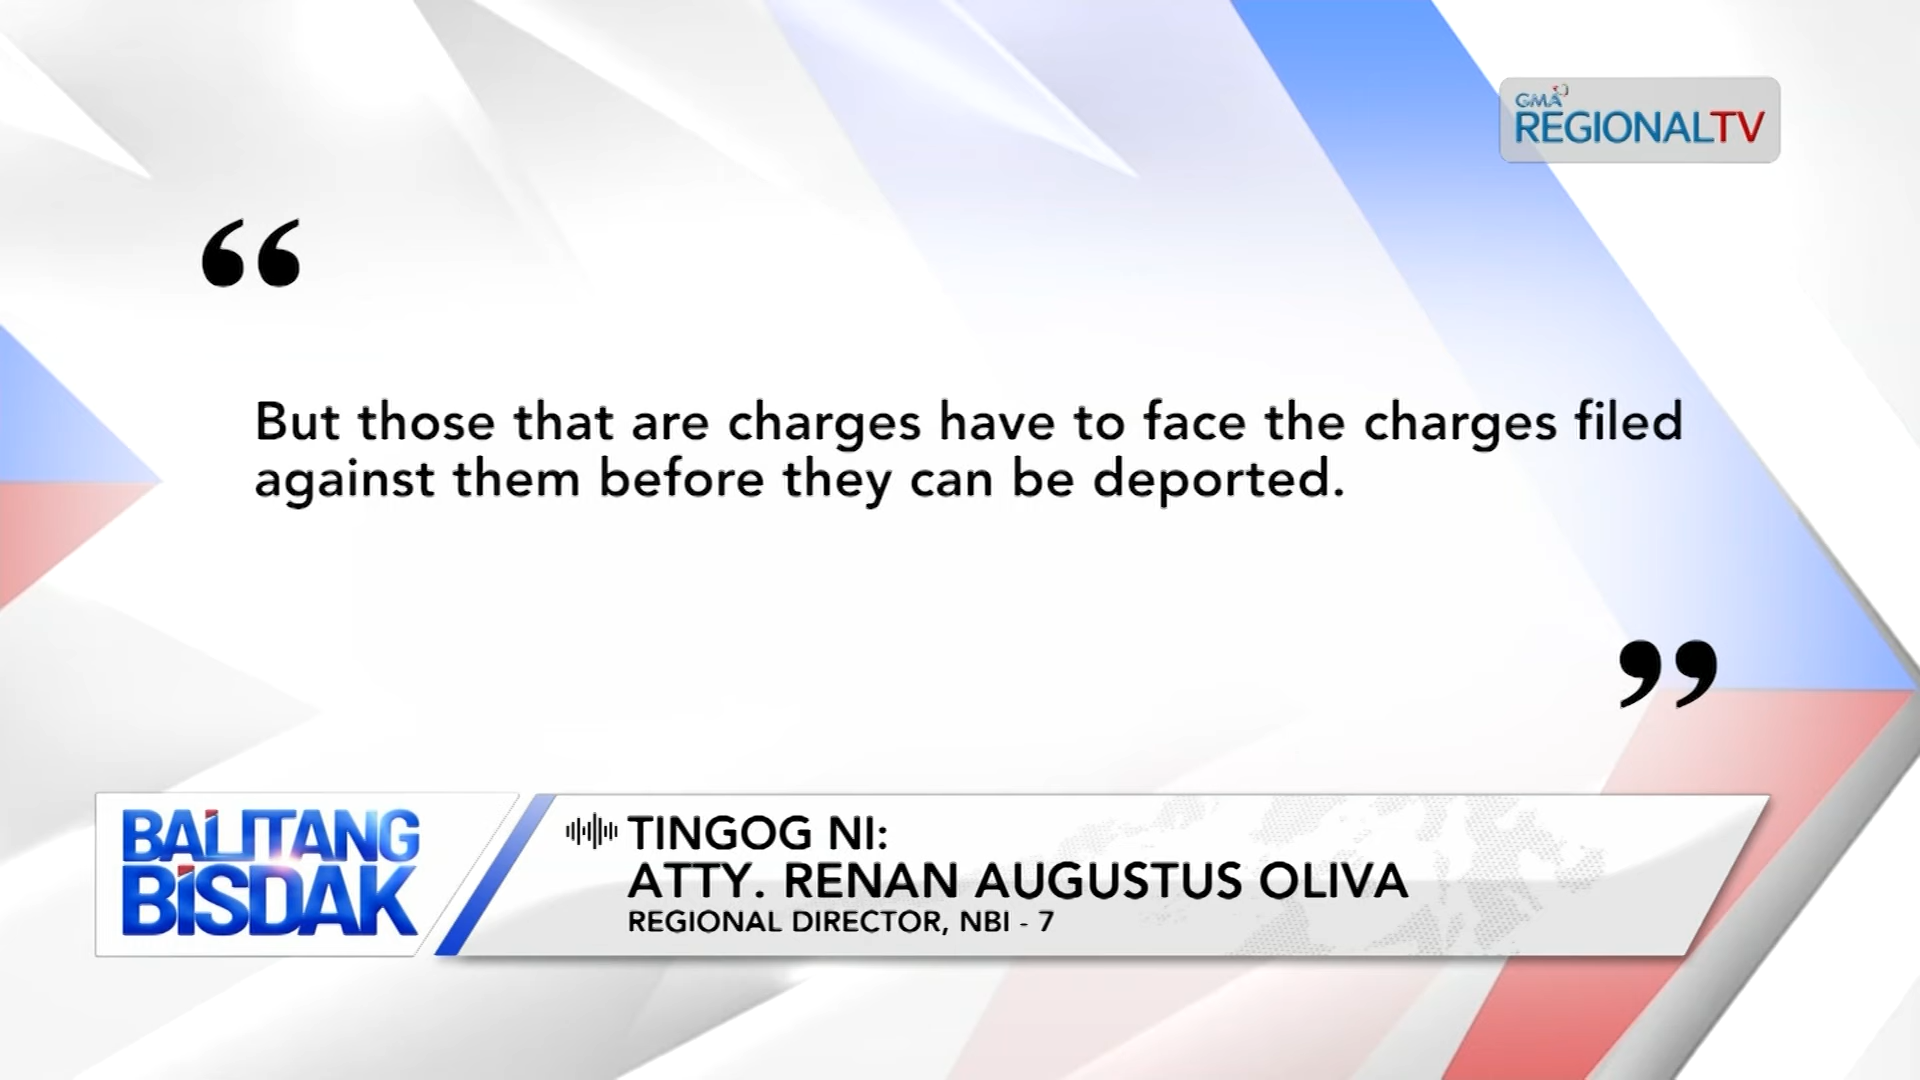 GMA
REGIONALTV
“
But those that are charges have to face the charges filed
against them before they can be deported.
”
BALITANG
BISDAK
TINGOG NI:
ATTY. RENAN AUGUSTUS OLIVA
REGIONAL DIRECTOR, NBI - 7